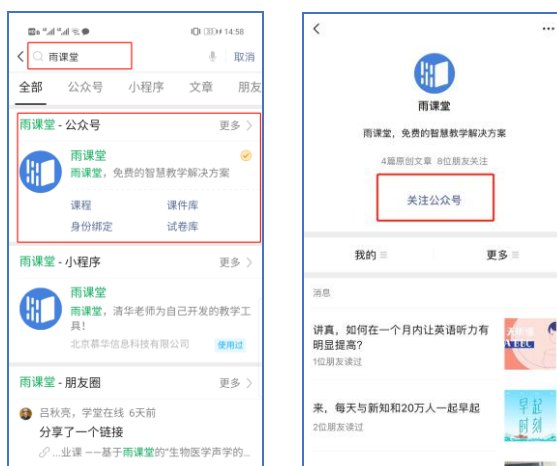 14:58
雨课堂
取消
全部 公众号 小程序 文章 朋友
雨课堂 - 公众号 更多
雨课堂
雨课堂，免费的智慧教学解决方案
课程 课件库
身份绑定 试卷库
雨课堂 - 小程序 更多
雨课堂
雨课堂，清华老师为自己开发的教学工
具！
北京慕华信息科技有限公司 使用过
雨课堂 - 朋友圈 更多
吕秋亮，学堂在线 6天前
分享了一个链接
...业课 ——基于雨课堂的“生物医学声学的...
雨课堂
雨课堂，免费的智慧教学解决方案
4篇原创文章 8位朋友关注
关注公众号
我的 更多
消息
讲真，如何在一个月内让英语听力有
明显提高？
1位朋友读过
来，每天与新知和20万人一起早起
2位朋友读过
早起
时刻